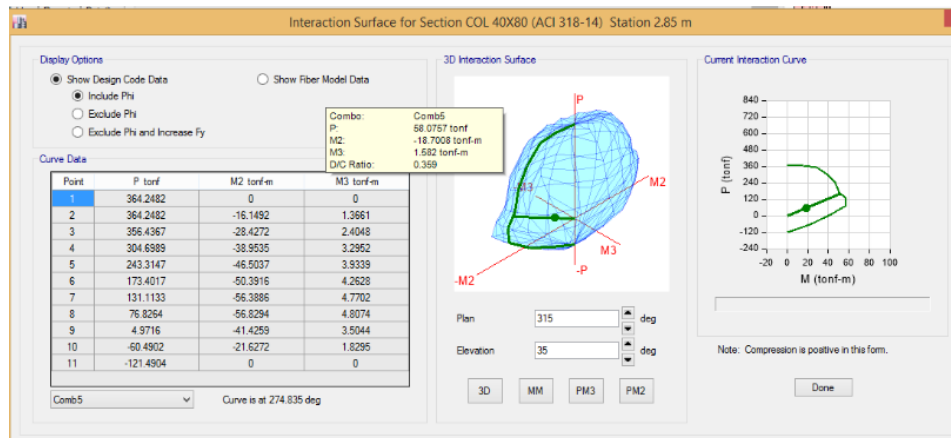 Interaction Surface for Section COL 40X80 (ACI 318-14) Station 2.85 m
Display Options
Show Design Code Data
Show Fiber Model Data
Include Phi
Exclude Phi
Exclude Phi and Increase Fy
Combo: Comb5
P: 58.0757 tonf
M2: -18.7008 tonf-m
M3: 1.582 tonf-m
D/C Ratio: 0.359
Curve Data
Point P tonf M2 tonf-m M3 tonf-m
1 364.2482 0 0
2 364.2482 -16.1492 1.3661
3 356.4367 -28.4272 2.4048
4 304.6989 -38.9535 3.2952
5 243.3147 -46.5037 3.9339
6 173.4017 -50.3916 4.2628
7 131.1133 -56.3886 4.7702
8 76.8264 -56.8294 4.8074
9 4.9716 -41.4259 3.5044
10 -60.4902 -21.6272 1.8295
11 -121.4904 0 0
Comb5
Curve is at 274.835 deg
3D Interaction Surface
P
M2
M3
-M2
-P
Plan 315 deg
Elevation 35 deg
3D MM PM3 PM2
Current Interaction Curve
840
720
600
480
360
240
120
0
-120
-240
P (tonf)
-20 0 20 40 60 80 100
M (tonf-m)
Note: Compression is positive in this form.
Done